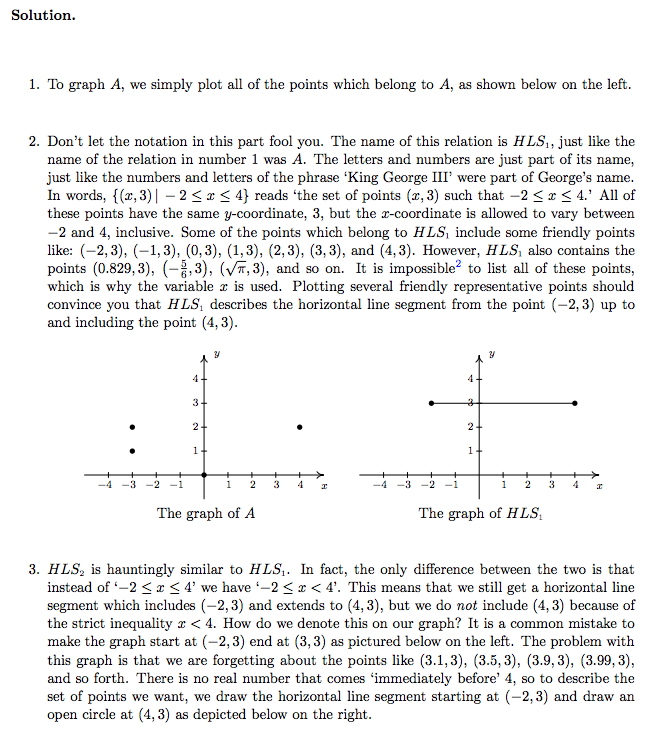 Solution.
1. To graph A, we simply plot all of the points which belong to A, as shown below on the left.
2. Don't let the notation in this part fool you. The name of this relation is HLS₁, just like the
name of the relation in number 1 was A. The letters and numbers are just part of its name,
just like the numbers and letters of the phrase 'King George III' were part of George's name.
In words, {(x, 3) | − 2 ≤ x ≤ 4} reads 'the set of points (x, 3) such that −2 ≤ x ≤ 4.' All of
these points have the same y-coordinate, 3, but the x-coordinate is allowed to vary between
−2 and 4, inclusive. Some of the points which belong to HLS₁ include some friendly points
like: (−2, 3), (−1, 3), (0, 3), (1, 3), (2, 3), (3, 3), and (4, 3). However, HLS₁ also contains the
points (0.829, 3), (−5/6, 3), (√π, 3), and so on. It is impossible² to list all of these points,
which is why the variable x is used. Plotting several friendly representative points should
convince you that HLS₁ describes the horizontal line segment from the point (−2, 3) up to
and including the point (4, 3).
y
4
3
2
1
−4 −3 −2 −1 1 2 3 4 x
The graph of A
y
4
3
2
1
−4 −3 −2 −1 1 2 3 4 x
The graph of HLS₁
3. HLS₂ is hauntingly similar to HLS₁. In fact, the only difference between the two is that
instead of '−2 ≤ x ≤ 4' we have '−2 ≤ x < 4'. This means that we still get a horizontal line
segment which includes (−2, 3) and extends to (4, 3), but we do not include (4, 3) because of
the strict inequality x < 4. How do we denote this on our graph? It is a common mistake to
make the graph start at (−2, 3) end at (3, 3) as pictured below on the left. The problem with
this graph is that we are forgetting about the points like (3.1, 3), (3.5, 3), (3.9, 3), (3.99, 3),
and so forth. There is no real number that comes 'immediately before' 4, so to describe the
set of points we want, we draw the horizontal line segment starting at (−2, 3) and draw an
open circle at (4, 3) as depicted below on the right.